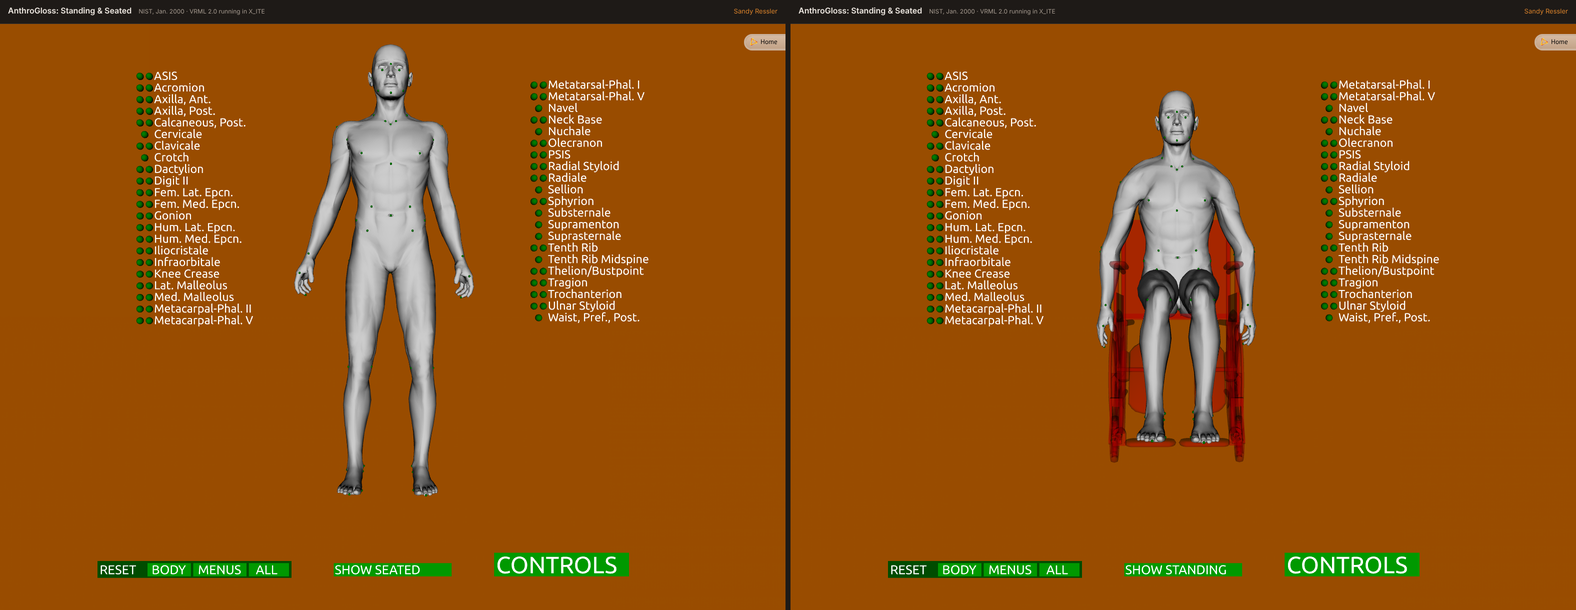 AnthroGloss: Standing & Seated NIST, Jan. 2000 · VRML 2.0 running in X_ITE Sandy Ressler
Home
ASIS
Acromion
Axilla, Ant.
Axilla, Post.
Calcaneous, Post.
Cervicale
Clavicale
Crotch
Dactylion
Digit II
Fem. Lat. Epcn.
Fem. Med. Epcn.
Gonion
Hum. Lat. Epcn.
Hum. Med. Epcn.
Iliocristale
Infraorbitale
Knee Crease
Lat. Malleolus
Med. Malleolus
Metacarpal-Phal. II
Metacarpal-Phal. V
Metatarsal-Phal. I
Metatarsal-Phal. V
Navel
Neck Base
Nuchale
Olecranon
PSIS
Radial Styloid
Radiale
Sellion
Sphyrion
Substernale
Supramenton
Suprasternale
Tenth Rib
Tenth Rib Midspine
Thelion/Bustpoint
Tragion
Trochanterion
Ulnar Styloid
Waist, Pref., Post.
RESET BODY MENUS ALL SHOW SEATED CONTROLS
AnthroGloss: Standing & Seated NIST, Jan. 2000 · VRML 2.0 running in X_ITE Sandy Ressler
Home
ASIS
Acromion
Axilla, Ant.
Axilla, Post.
Calcaneous, Post.
Cervicale
Clavicale
Crotch
Dactylion
Digit II
Fem. Lat. Epcn.
Fem. Med. Epcn.
Gonion
Hum. Lat. Epcn.
Hum. Med. Epcn.
Iliocristale
Infraorbitale
Knee Crease
Lat. Malleolus
Med. Malleolus
Metacarpal-Phal. II
Metacarpal-Phal. V
Metatarsal-Phal. I
Metatarsal-Phal. V
Navel
Neck Base
Nuchale
Olecranon
PSIS
Radial Styloid
Radiale
Sellion
Sphyrion
Substernale
Supramenton
Suprasternale
Tenth Rib
Tenth Rib Midspine
Thelion/Bustpoint
Tragion
Trochanterion
Ulnar Styloid
Waist, Pref., Post.
RESET BODY MENUS ALL SHOW STANDING CONTROLS